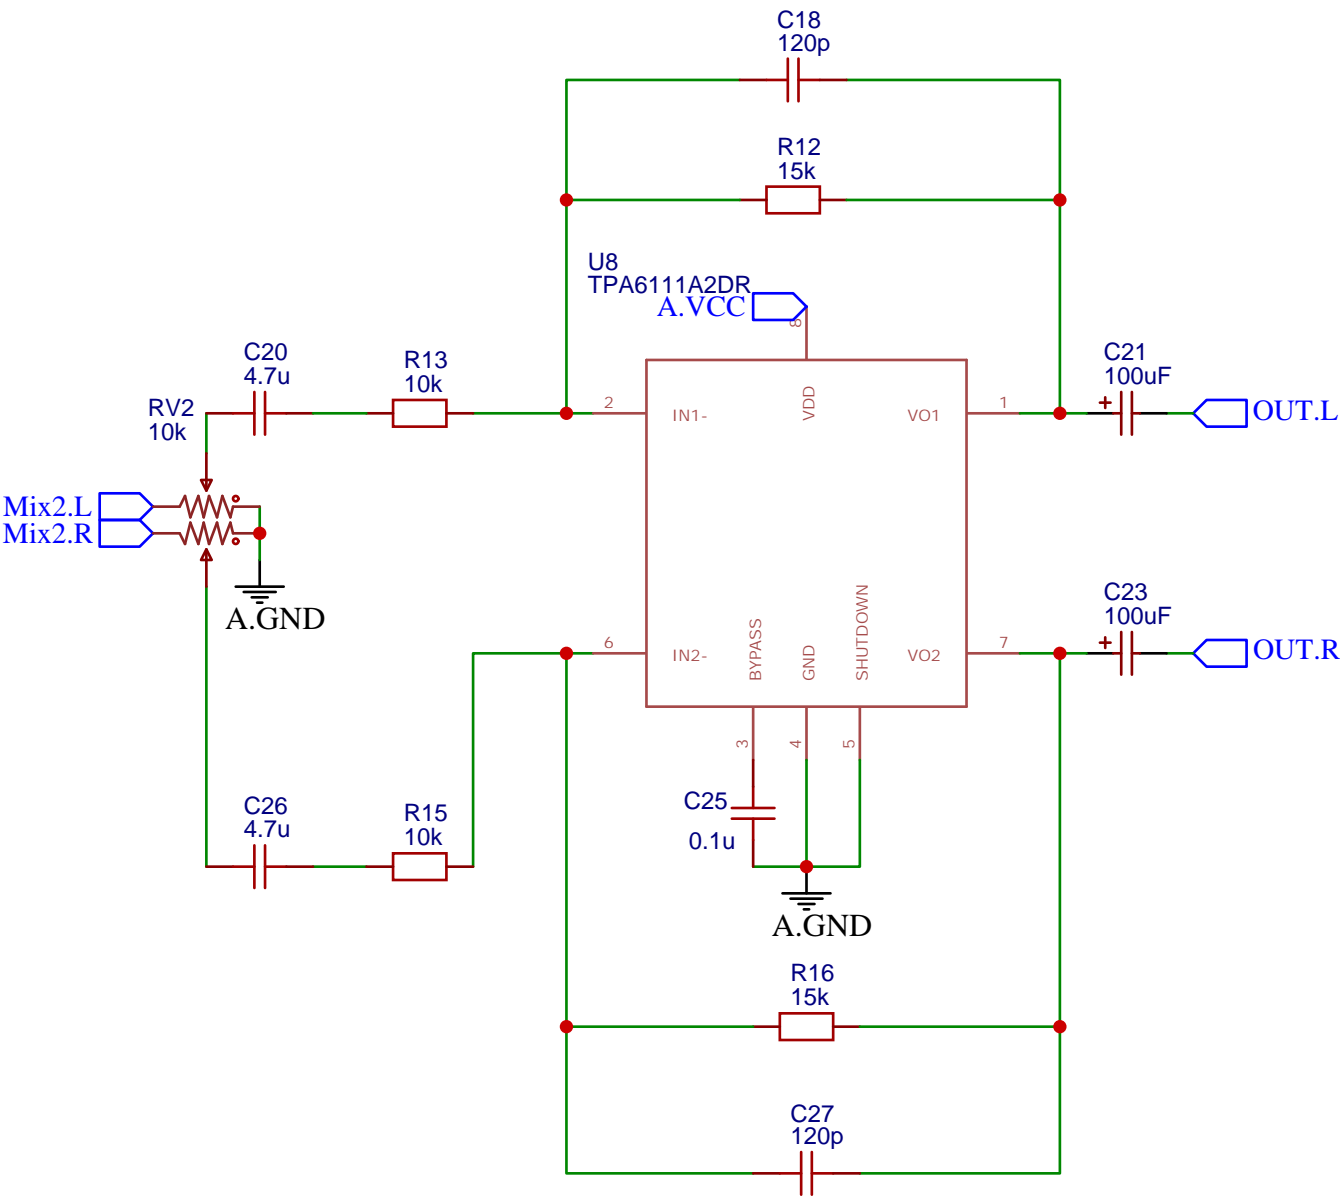 C18
120p
R12
15k
U8
TPA6111A2DR
A.VCC
8
C20
4.7u
R13
10k
C21
100uF
RV2
10k
2
IN1-
VDD
VO1
1
+
OUT.L
Mix2.L
Mix2.R
A.GND
C23
100uF
6
IN2-
BYPASS
GND
SHUTDOWN
VO2
7
+
OUT.R
3
4
5
C26
4.7u
R15
10k
C25
0.1u
A.GND
R16
15k
C27
120p